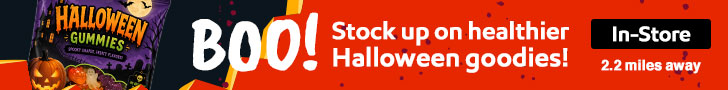 HALLOWEEN
GUMMIES
BOO!
Stock up on healthier
Halloween goodies!
In-Store
2.2 miles away